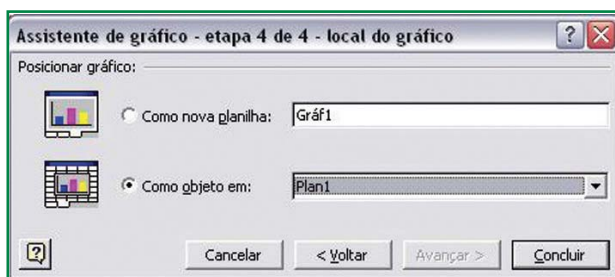 Assistente de gráfico - etapa 4 de 4 - local do gráfico
Posicionar gráfico:
Como nova planilha: Gráf1
Como objeto em: Plan1
Cancelar < Voltar Avançar > Concluir